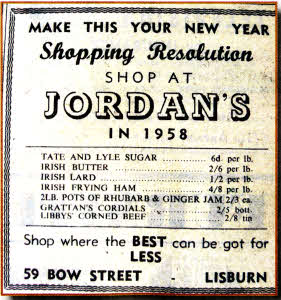 MAKE THIS YOUR NEW YEAR
Shopping Resolution
SHOP AT
JORDAN'S
IN 1958
TATE AND LYLE SUGAR ... 6d. per lb.
IRISH BUTTER ... 2/6 per lb.
IRISH LARD ... 1/2 per lb.
IRISH FRYING HAM ... 4/8 per lb.
2LB. POTS OF RHUBARB & GINGER JAM 2/3 ea.
GRATTAN'S CORDIALS ... 2/5 bott.
LIBBYS' CORNED BEEF ... 2/8 tin
Shop where the BEST can be got for
LESS
59 BOW STREET LISBURN